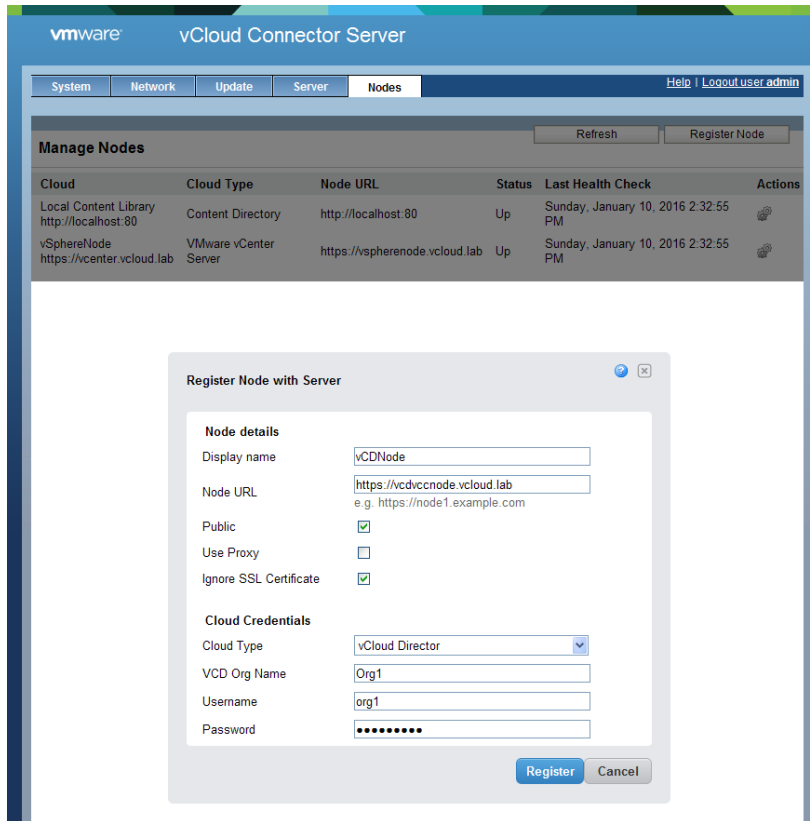 vmware vCloud Connector Server
System Network Update Server Nodes Help | Logout user admin
Refresh Register Node
Manage Nodes
Cloud Cloud Type Node URL Status Last Health Check Actions
Local Content Library
http://localhost:80 Content Directory http://localhost:80 Up Sunday, January 10, 2016 2:32:55
PM
vSphereNode
https://vcenter.vcloud.lab VMware vCenter
Server https://vspherenode.vcloud.lab Up Sunday, January 10, 2016 2:32:55
PM
Register Node with Server
Node details
Display name vCDNode
Node URL https://vcdvccnode.vcloud.lab
e.g. https://node1.example.com
Public
Use Proxy
Ignore SSL Certificate
Cloud Credentials
Cloud Type vCloud Director
VCD Org Name Org1
Username org1
Password •••••••••
Register Cancel